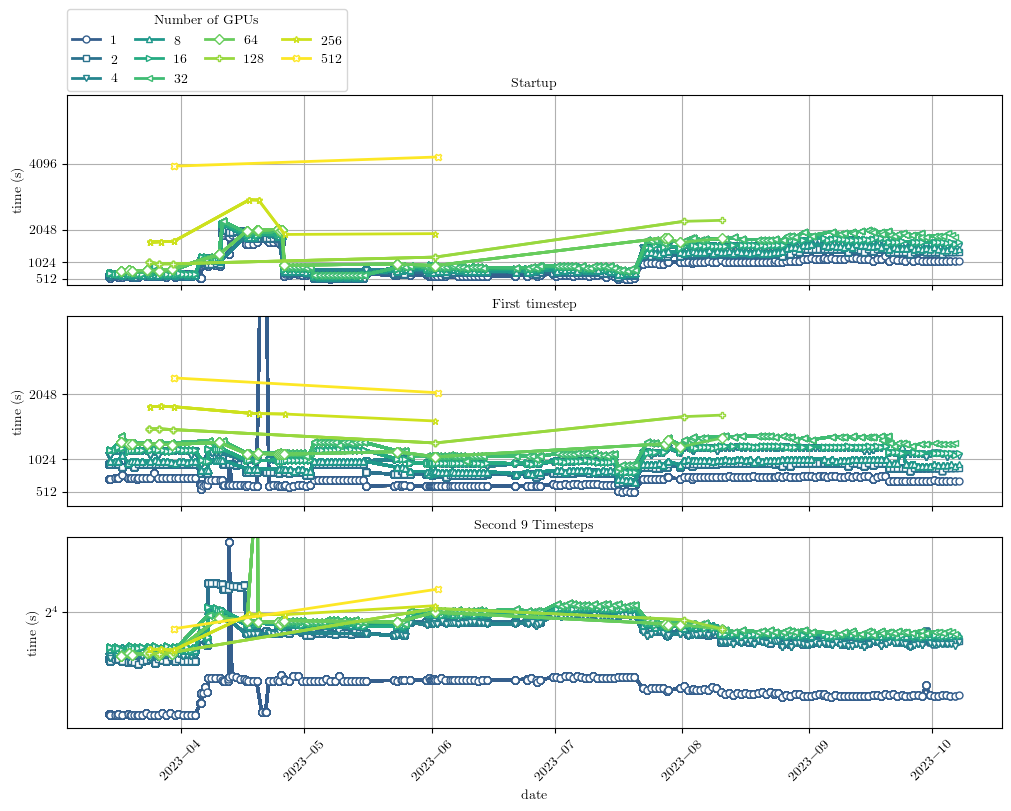 Number of GPUs
1 8 64 256
2 16 128 512
4 32
Startup
time (s)
4096
2048
1024
512
First timestep
time (s)
2048
1024
512
Second 9 Timesteps
time (s)
2⁴
2023−04 2023−05 2023−06 2023−07 2023−08 2023−09 2023−10
date